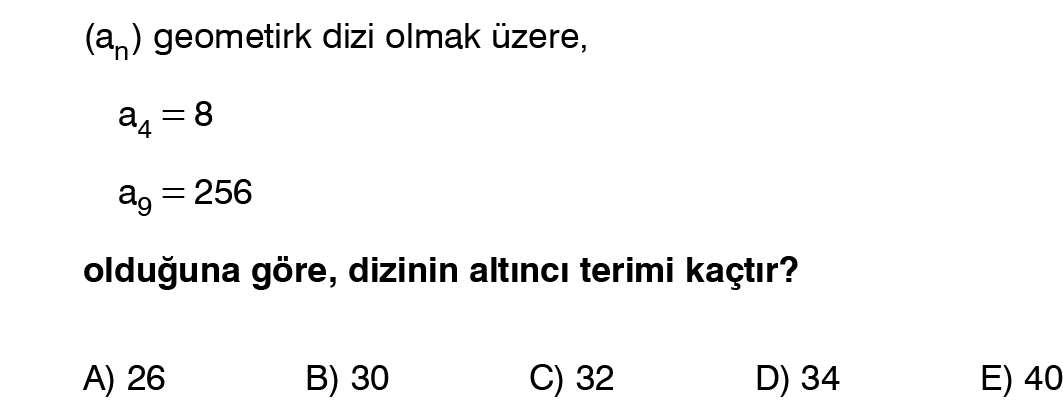 (aₙ) geometirk dizi olmak üzere,
a₄ = 8
a₉ = 256
olduğuna göre, dizinin altıncı terimi kaçtır?
A) 26 B) 30 C) 32 D) 34 E) 40